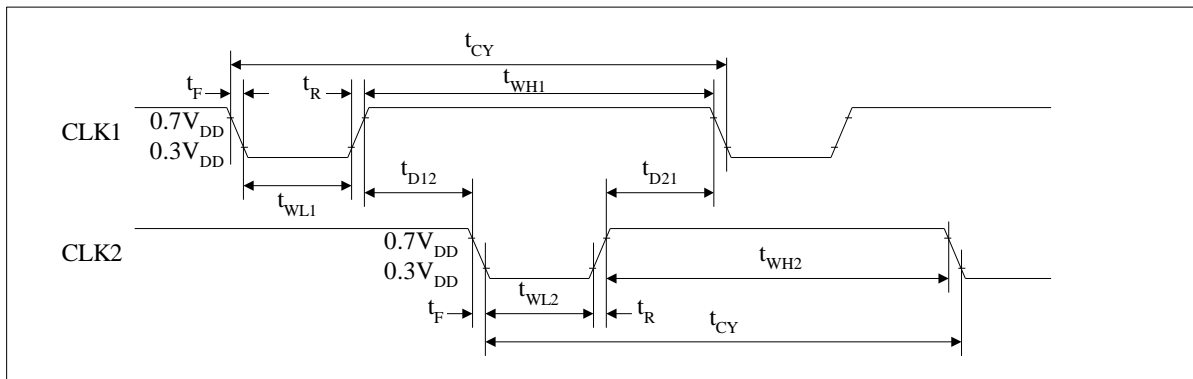 t_CY
t_F t_R t_WH1
CLK1 0.7V_DD
0.3V_DD
t_D12 t_D21
t_WL1
CLK2 0.7V_DD
0.3V_DD t_WH2
t_WL2
t_F t_R
t_CY